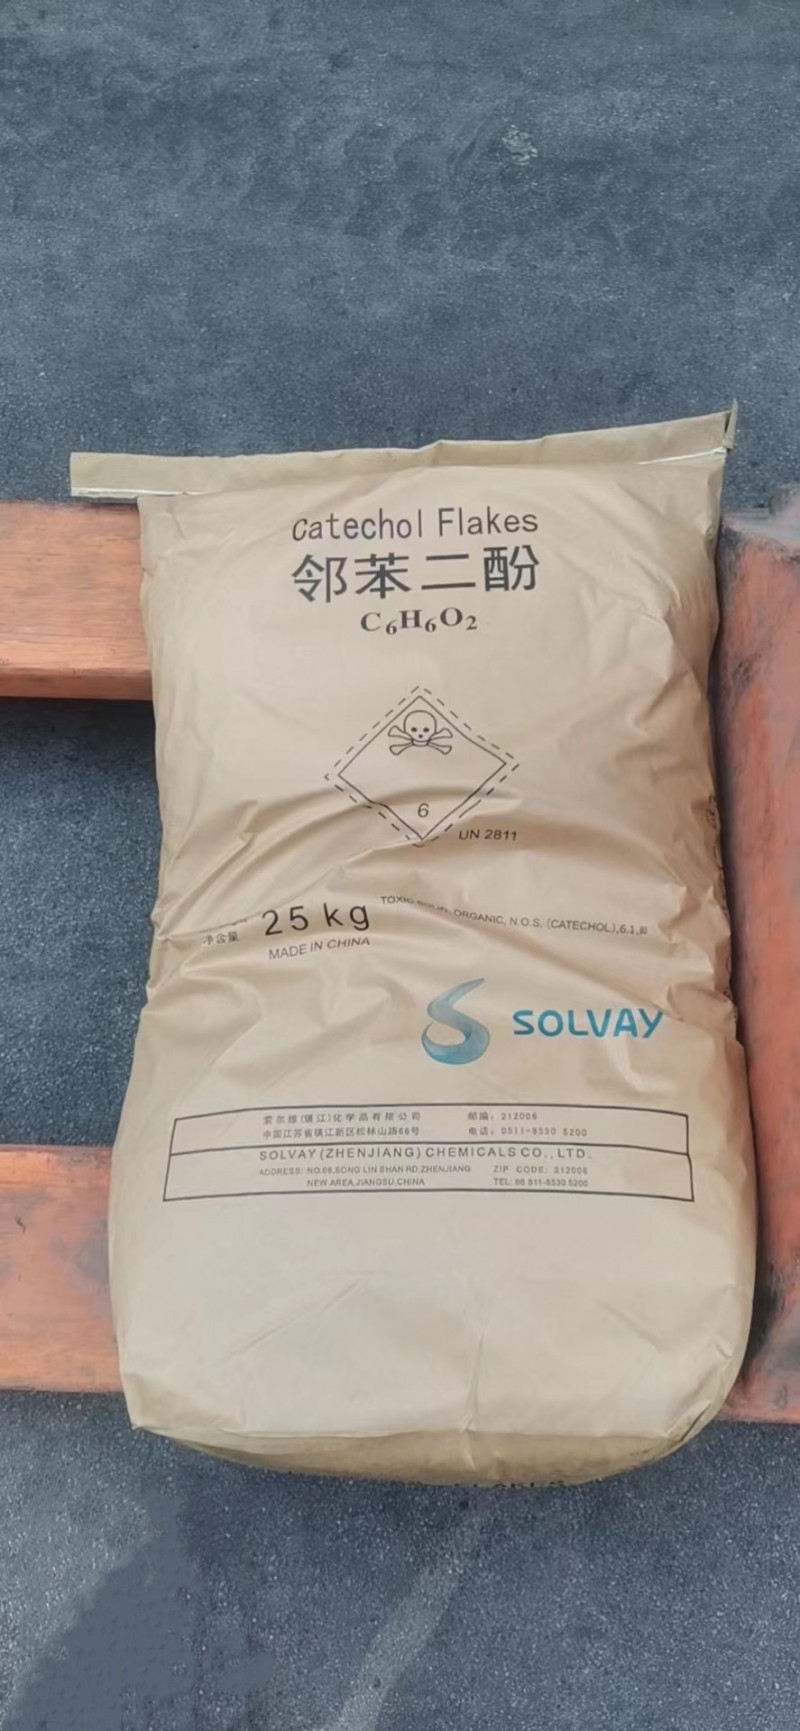 Catechol Flakes
邻苯二酚
C₆H₆O₂
6
UN 2811
TOXIC SOLID, ORGANIC, N.O.S. (CATECHOL),6.1,III
净含量 25 kg
MADE IN CHINA
SOLVAY
索尔维(镇江)化学品有限公司 邮编：212006
中国江苏省镇江新区松林山路66号 电话：0511-8530 5200
SOLVAY (ZHENJIANG) CHEMICALS CO., LTD.
ADDRESS: NO.66,SONG LIN SHAN RD.ZHENJIANG ZIP CODE: 212006
NEW AREA,JIANGSU,CHINA TEL: 86 511-8530 5200